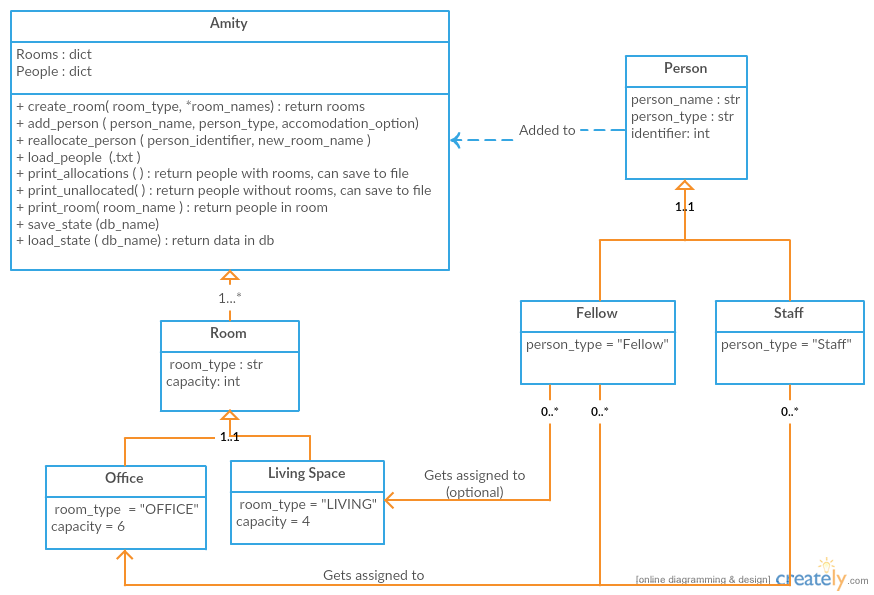 Amity
Rooms : dict
People : dict
+ create_room( room_type, *room_names) : return rooms
+ add_person ( person_name, person_type, accomodation_option)
+ reallocate_person ( person_identifier, new_room_name )
+ load_people  (.txt )
+ print_allocations ( ) : return people with rooms, can save to file
+ print_unallocated( ) : return people without rooms, can save to file
+ print_room( room_name ) : return people in room
+ save_state (db_name)
+ load_state ( db_name) : return data in db
Person
person_name : str
person_type : str
identifier: int
Added to
1..1
1...*
Room
room_type : str
capacity: int
Fellow
person_type = "Fellow"
Staff
person_type = "Staff"
0..*
0..*
0..*
1..1
Office
room_type  = "OFFICE"
capacity = 6
Living Space
room_type = "LIVING"
capacity = 4
Gets assigned to
(optional)
Gets assigned to
[online diagramming & design] creately.com